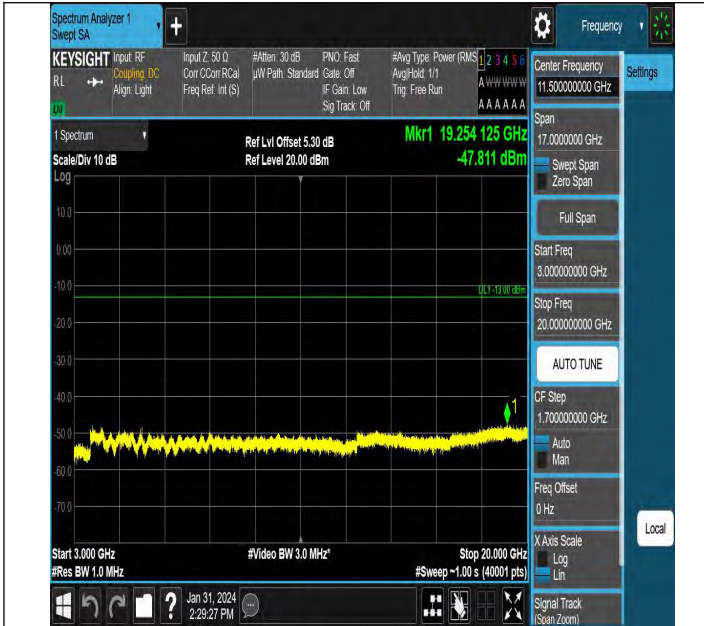 Spectrum Analyzer 1
Swept SA
+
Frequency
KEYSIGHT
RL
LXI
Input: RF
Coupling: DC
Align: Light
Input Z: 50 Ω
Corr CCorr RCal
Freq Ref: Int (S)
#Atten: 30 dB
µW Path: Standard
PNO: Fast
Gate: Off
IF Gain: Low
Sig Track: Off
#Avg Type: Power (RMS
Avg|Hold: 1/1
Trig: Free Run
1 2 3 4 5 6
A W W W W W
A A A A A A
1 Spectrum
Scale/Div 10 dB
Log
Ref Lvl Offset 5.30 dB
Ref Level 20.00 dBm
Mkr1 19.254 125 GHz
-47.811 dBm
10.0
0.00
-10.0
-20.0
-30.0
-40.0
-50.0
-60.0
-70.0
UL1 -13.00 dBm
1
Start 3.000 GHz
#Res BW 1.0 MHz
#Video BW 3.0 MHz*
Stop 20.000 GHz
#Sweep ~1.00 s (40001 pts)
?
Jan 31, 2024
2:29:27 PM
Center Frequency
11.500000000 GHz
Span
17.0000000 GHz
Swept Span
Zero Span
Full Span
Start Freq
3.000000000 GHz
Stop Freq
20.000000000 GHz
AUTO TUNE
CF Step
1.700000000 GHz
Auto
Man
Freq Offset
0 Hz
X Axis Scale
Log
Lin
Signal Track
(Span Zoom)
Settings
Local